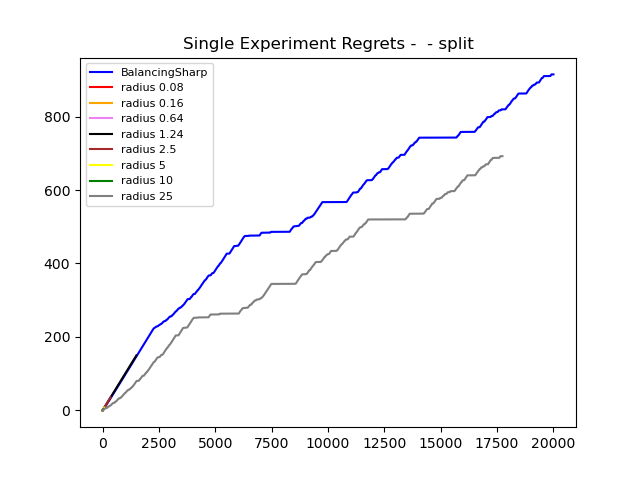 Single Experiment Regrets -  - split
BalancingSharp
radius 0.08
radius 0.16
radius 0.64
radius 1.24
radius 2.5
radius 5
radius 10
radius 25
800
600
400
200
0
0 2500 5000 7500 10000 12500 15000 17500 20000